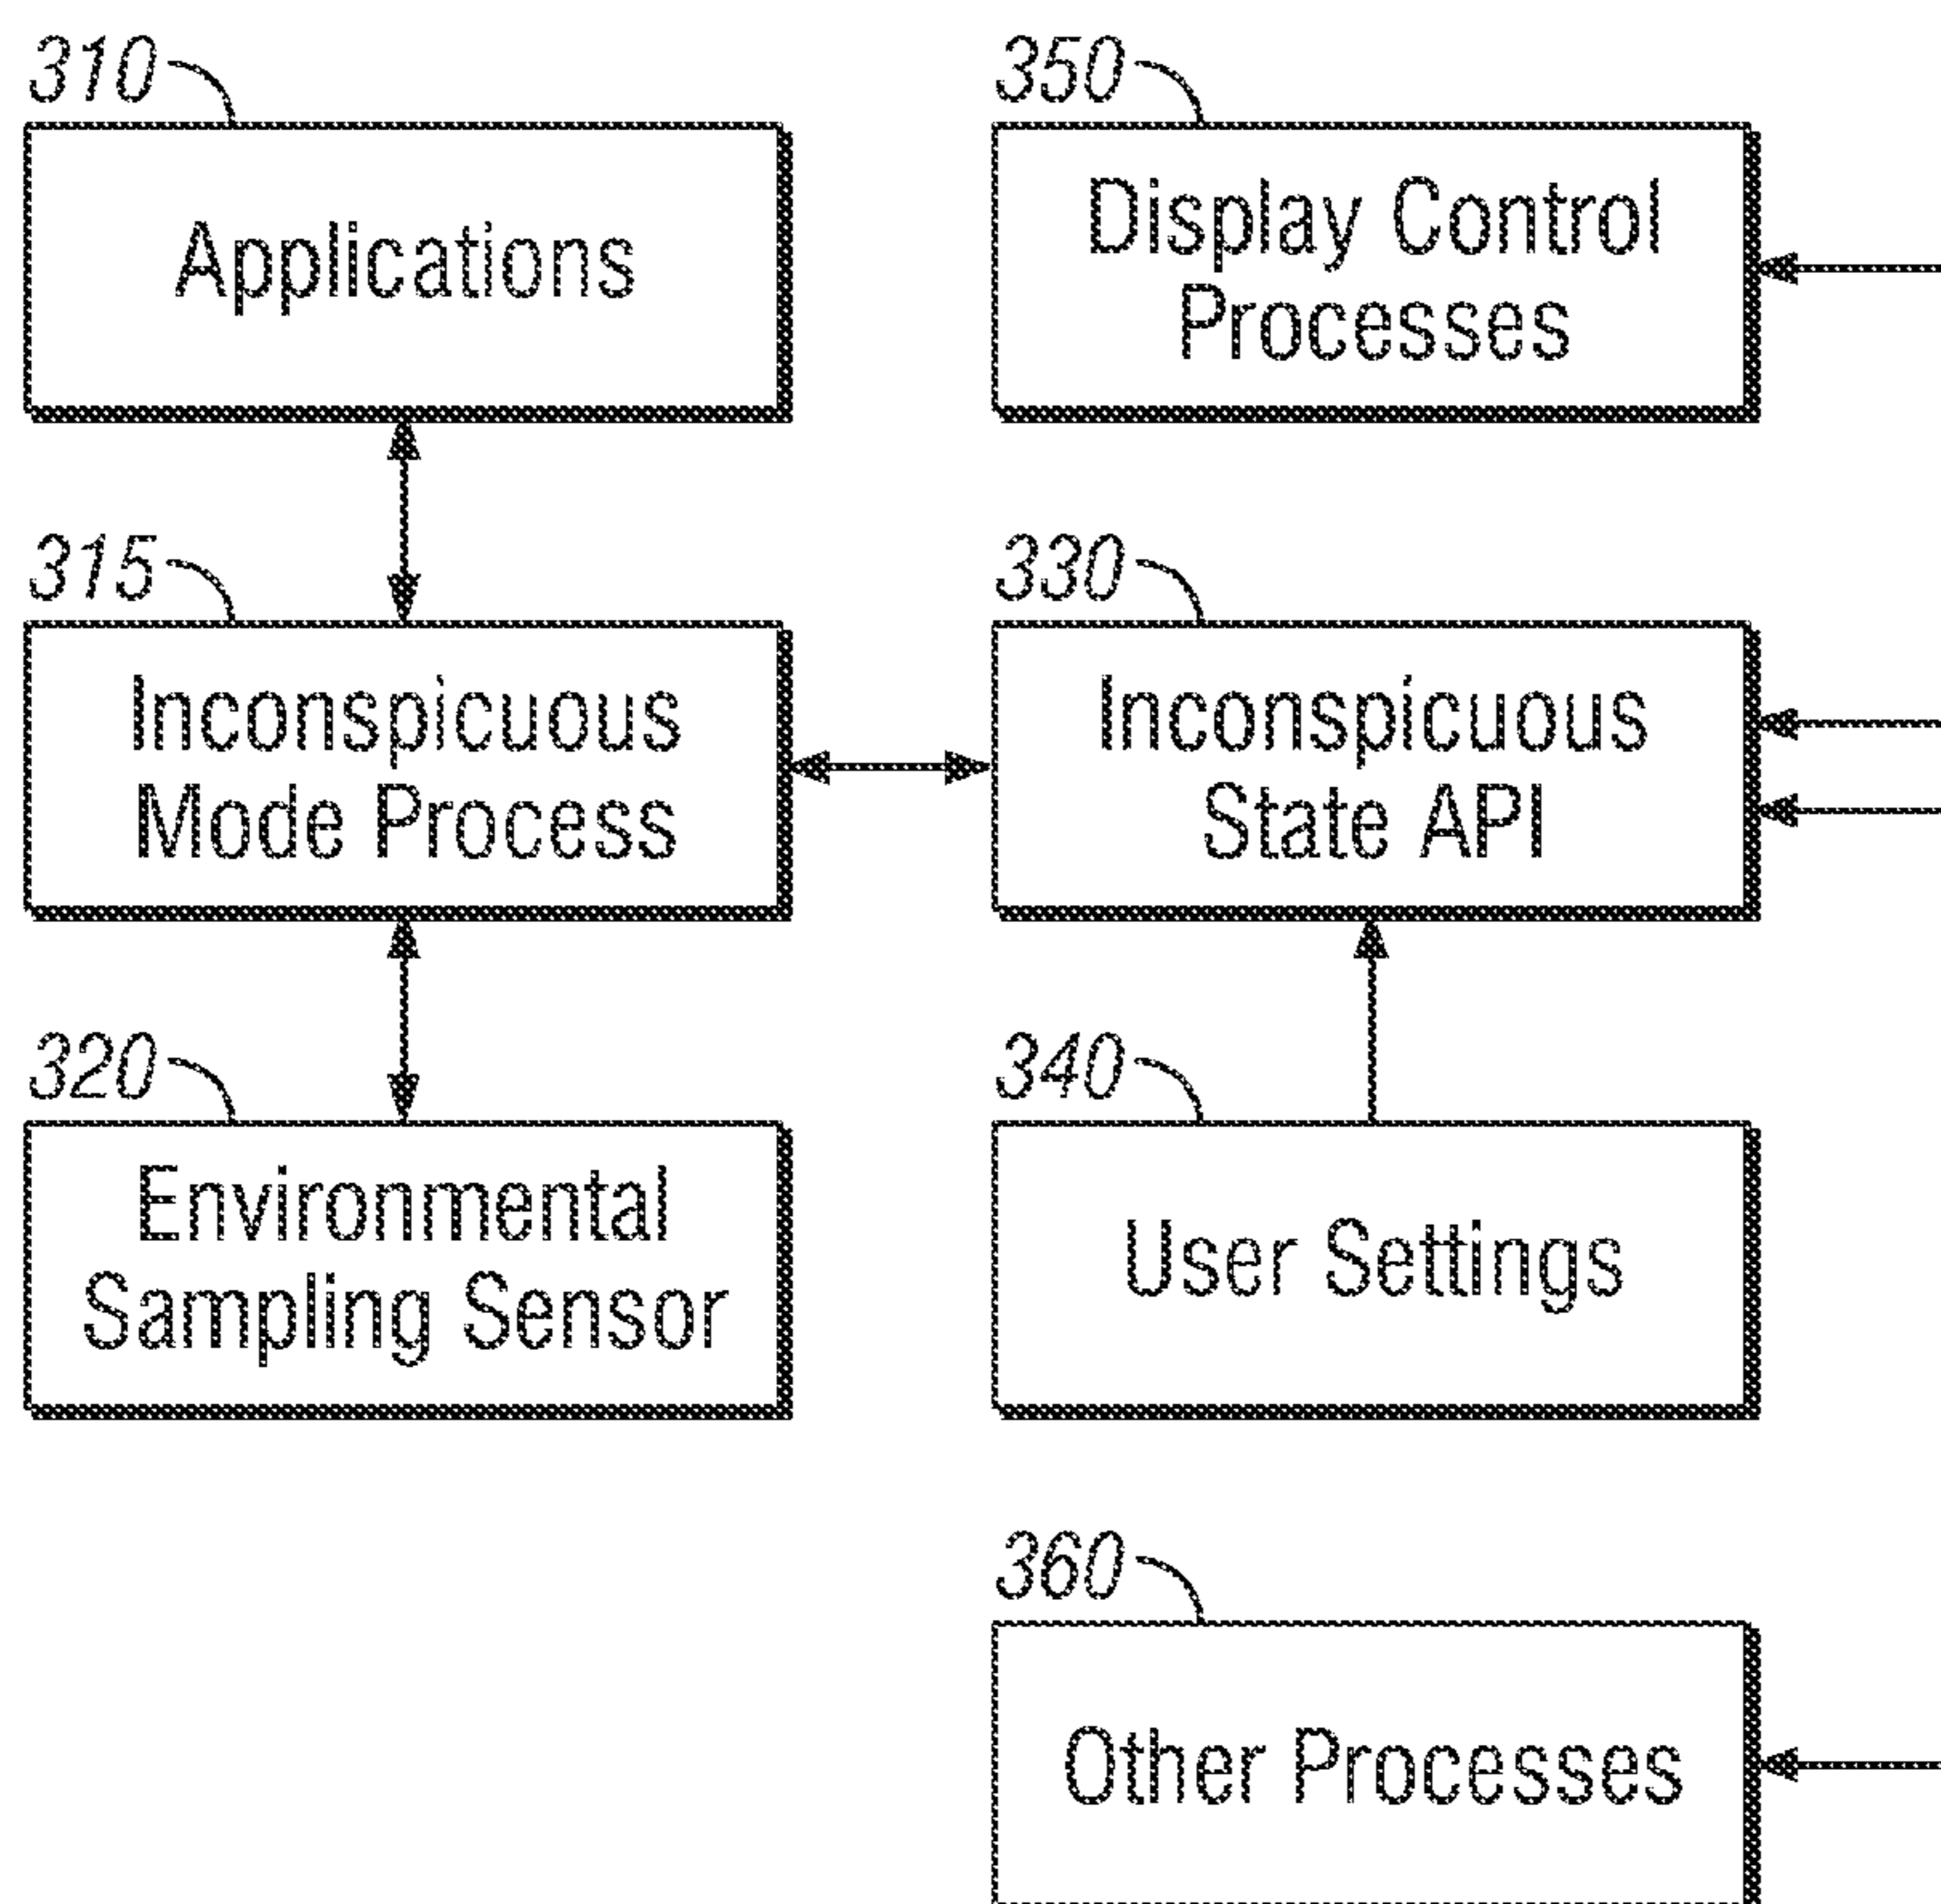 310
Applications
350
Display Control
Processes
315
Inconspicuous
Mode Process
330
Inconspicuous
State API
320
Environmental
Sampling Sensor
340
User Settings
360
Other Processes